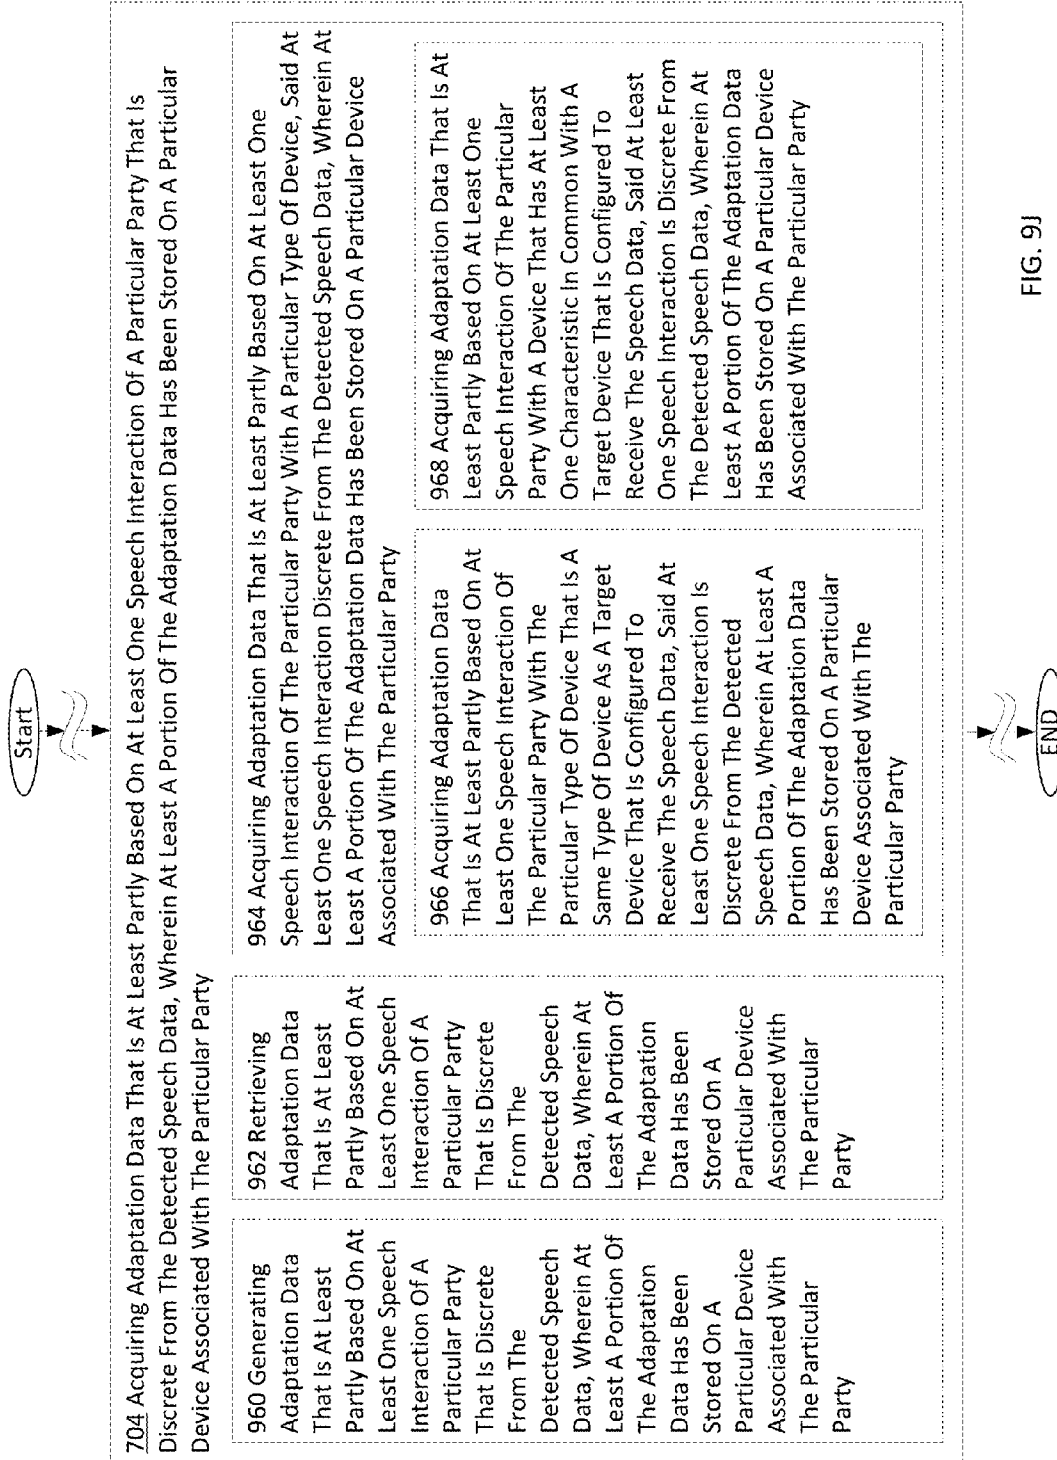 Start
704 Acquiring Adaptation Data That Is At Least Partly Based On At Least One Speech Interaction Of A Particular Party That Is
Discrete From The Detected Speech Data, Wherein At Least A Portion Of The Adaptation Data Has Been Stored On A Particular
Device Associated With The Particular Party
960 Generating
Adaptation Data
That Is At Least
Partly Based On At
Least One Speech
Interaction Of A
Particular Party
That Is Discrete
From The
Detected Speech
Data, Wherein At
Least A Portion Of
The Adaptation
Data Has Been
Stored On A
Particular Device
Associated With
The Particular
Party
962 Retrieving
Adaptation Data
That Is At Least
Partly Based On At
Least One Speech
Interaction Of A
Particular Party
That Is Discrete
From The
Detected Speech
Data, Wherein At
Least A Portion Of
The Adaptation
Data Has Been
Stored On A
Particular Device
Associated With
The Particular
Party
964 Acquiring Adaptation Data That Is At Least Partly Based On At Least One
Speech Interaction Of The Particular Party With A Particular Type Of Device, Said At
Least One Speech Interaction Discrete From The Detected Speech Data, Wherein At
Least A Portion Of The Adaptation Data Has Been Stored On A Particular Device
Associated With The Particular Party
966 Acquiring Adaptation Data
That Is At Least Partly Based On At
Least One Speech Interaction Of
The Particular Party With The
Particular Type Of Device That Is A
Same Type Of Device As A Target
Device That Is Configured To
Receive The Speech Data, Said At
Least One Speech Interaction Is
Discrete From The Detected
Speech Data, Wherein At Least A
Portion Of The Adaptation Data
Has Been Stored On A Particular
Device Associated With The
Particular Party
968 Acquiring Adaptation Data That Is At
Least Partly Based On At Least One
Speech Interaction Of The Particular
Party With A Device That Has At Least
One Characteristic In Common With A
Target Device That Is Configured To
Receive The Speech Data, Said At Least
One Speech Interaction Is Discrete From
The Detected Speech Data, Wherein At
Least A Portion Of The Adaptation Data
Has Been Stored On A Particular Device
Associated With The Particular Party
END
FIG. 9J